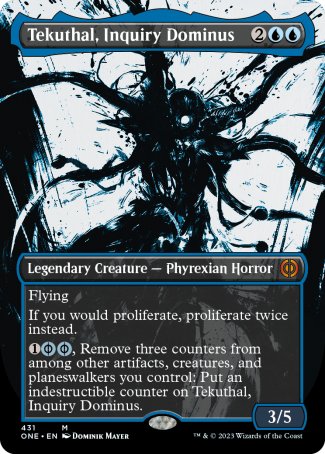 Tekuthal, Inquiry Dominus 2
Legendary Creature — Phyrexian Horror
Flying
If you would proliferate, proliferate twice
instead.
1, Remove three counters from
among other artifacts, creatures, and
planeswalkers you control: Put an
indestructible counter on Tekuthal,
Inquiry Dominus.
3/5
431 M
ONE • EN DOMINIK MAYER ™ & © 2023 Wizards of the Coast